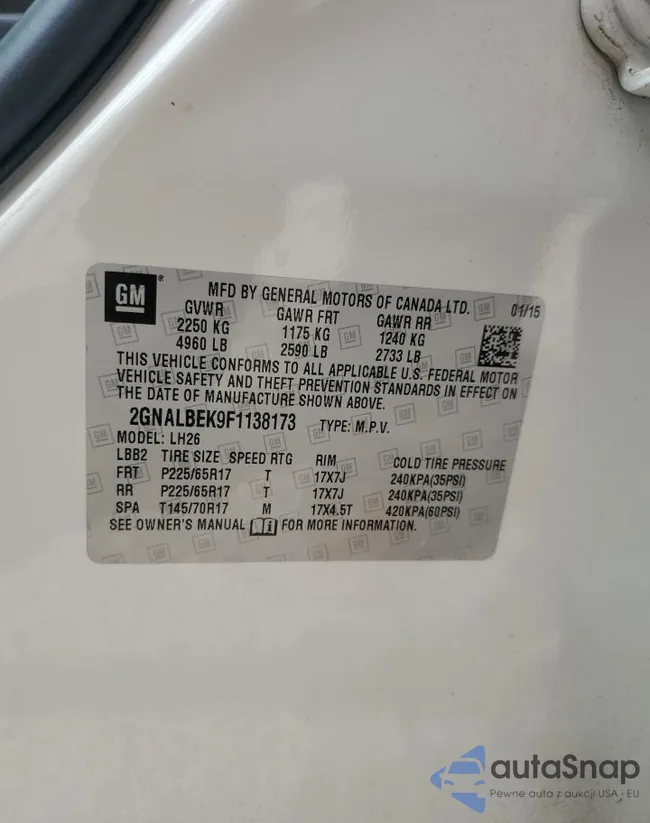 GM®
MFD BY GENERAL MOTORS OF CANADA LTD.
01/15
GVWR GAWR FRT GAWR RR
2250 KG 1175 KG 1240 KG
4960 LB 2590 LB 2733 LB
THIS VEHICLE CONFORMS TO ALL APPLICABLE U.S. FEDERAL MOTOR
VEHICLE SAFETY AND THEFT PREVENTION STANDARDS IN EFFECT ON
THE DATE OF MANUFACTURE SHOWN ABOVE.
2GNALBEK9F1138173 TYPE: M.P.V.
MODEL: LH26
LBB2 TIRE SIZE SPEED RTG RIM COLD TIRE PRESSURE
FRT P225/65R17 T 17X7J 240KPA(35PSI)
RR P225/65R17 T 17X7J 240KPA(35PSI)
SPA T145/70R17 M 17X4.5T 420KPA(60PSI)
SEE OWNER'S MANUAL FOR MORE INFORMATION.
autaSnap
Pewne auta z aukcji USA i EU